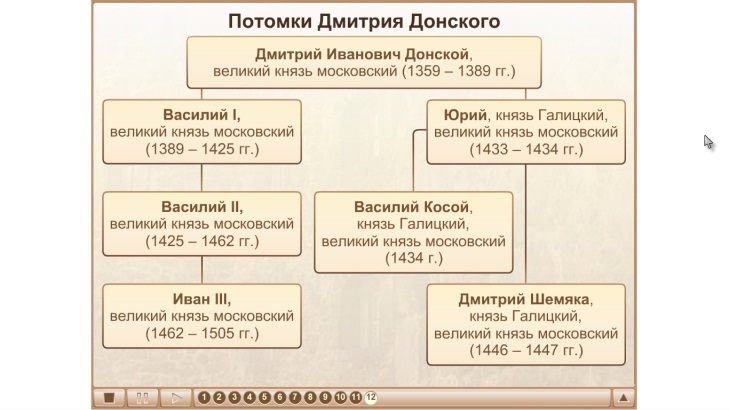 Потомки Дмитрия Донского
Дмитрий Иванович Донской,
великий князь московский (1359 – 1389 гг.)
Василий I,
великий князь московский
(1389 – 1425 гг.)
Юрий, князь Галицкий,
великий князь московский
(1433 – 1434 гг.)
Василий II,
великий князь московский
(1425 – 1462 гг.)
Василий Косой,
князь Галицкий,
великий князь московский
(1434 г.)
Иван III,
великий князь московский
(1462 – 1505 гг.)
Дмитрий Шемяка,
князь Галицкий,
великий князь московский
(1446 – 1447 гг.)
1 2 3 4 5 6 7 8 9 10 11 12